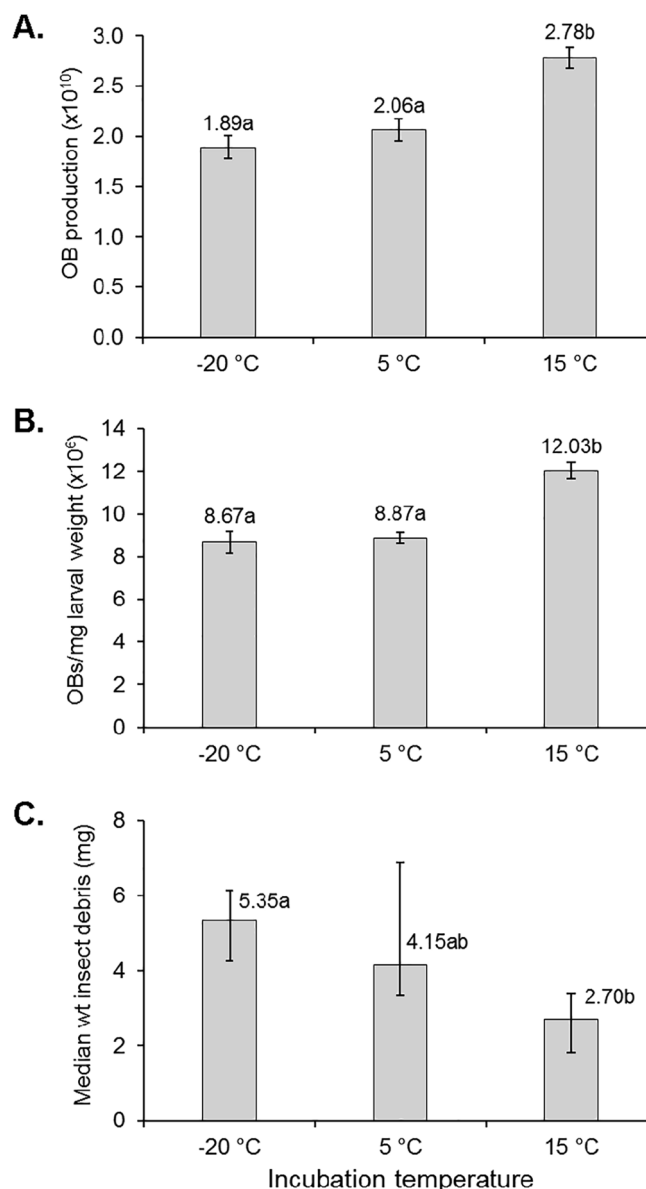 A.
OB production (x10¹⁰)
3.0
2.5
2.0
1.5
1.0
0.5
0.0
1.89a
2.06a
2.78b
-20 °C
5 °C
15 °C
B.
OBs/mg larval weight (x10⁶)
14
12
10
8
6
4
2
0
8.67a
8.87a
12.03b
-20 °C
5 °C
15 °C
C.
Median wt insect debris (mg)
8
6
4
2
0
5.35a
4.15ab
2.70b
-20 °C
5 °C
15 °C
Incubation temperature